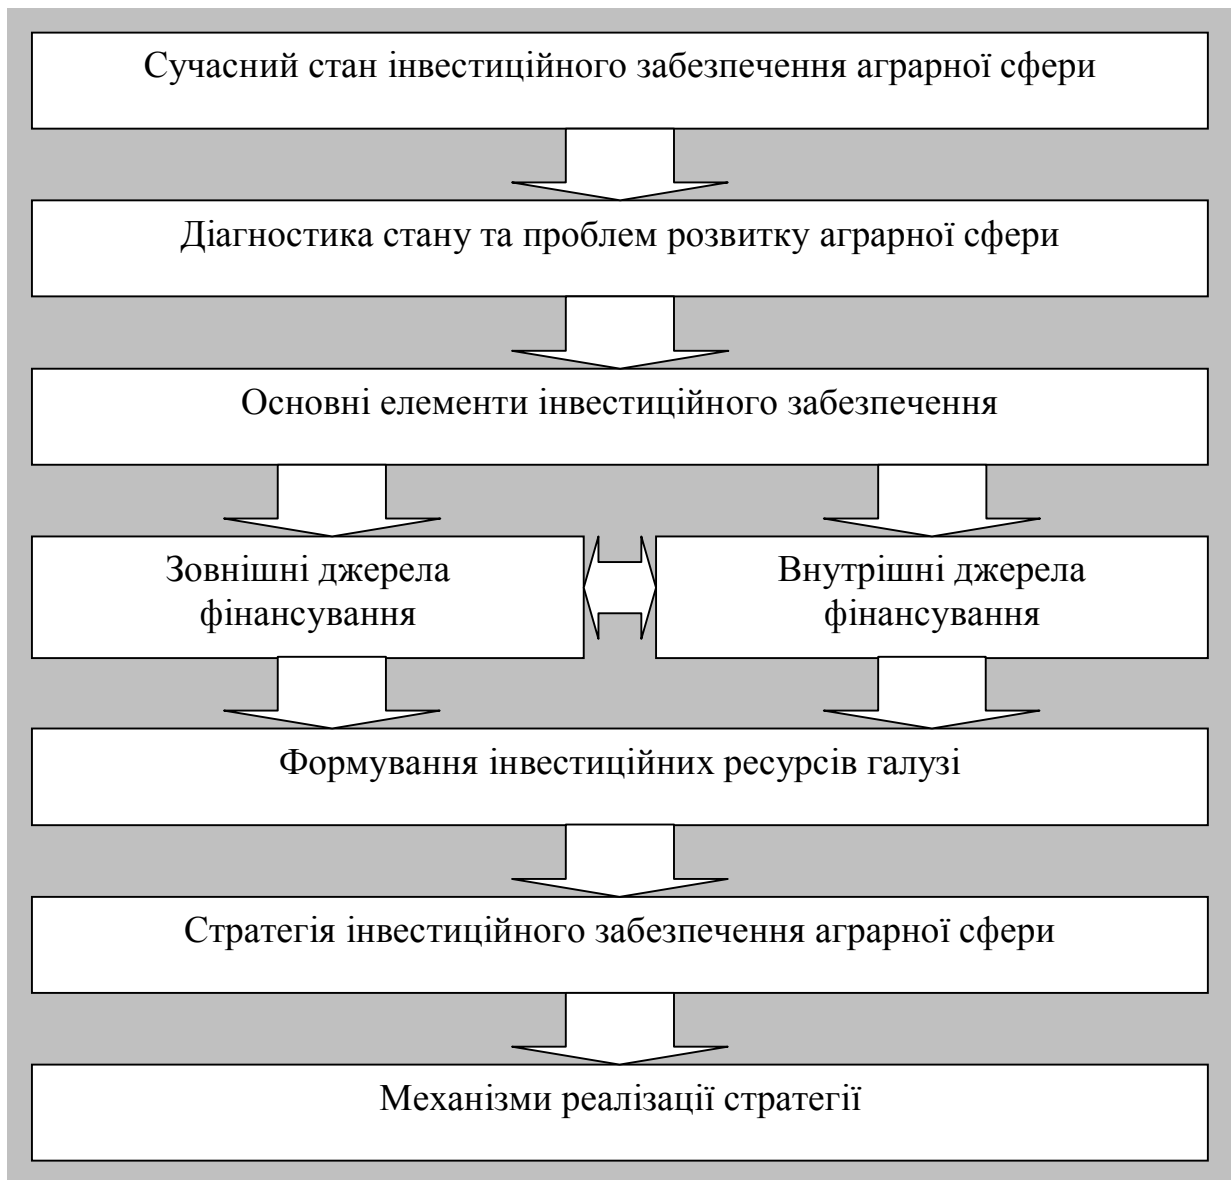 Сучасний стан інвестиційного забезпечення аграрної сфери
Діагностика стану та проблем розвитку аграрної сфери
Основні елементи інвестиційного забезпечення
Зовнішні джерела
фінансування
Внутрішні джерела
фінансування
Формування інвестиційних ресурсів галузі
Стратегія інвестиційного забезпечення аграрної сфери
Механізми реалізації стратегії